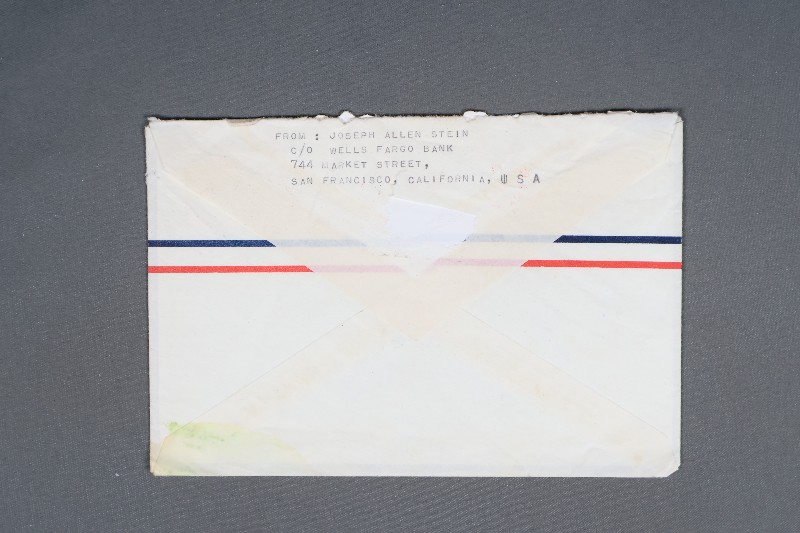 FROM : JOSEPH ALLEN STEIN
C/O WELLS FARGO BANK
744 MARKET STREET,
SAN FRANCISCO, CALIFORNIA, U S A